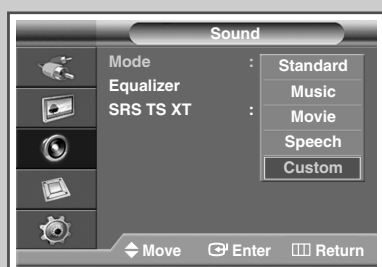 Sound
Mode : Standard
Equalizer Music
SRS TS XT : Movie
Speech
Custom
Move Enter Return